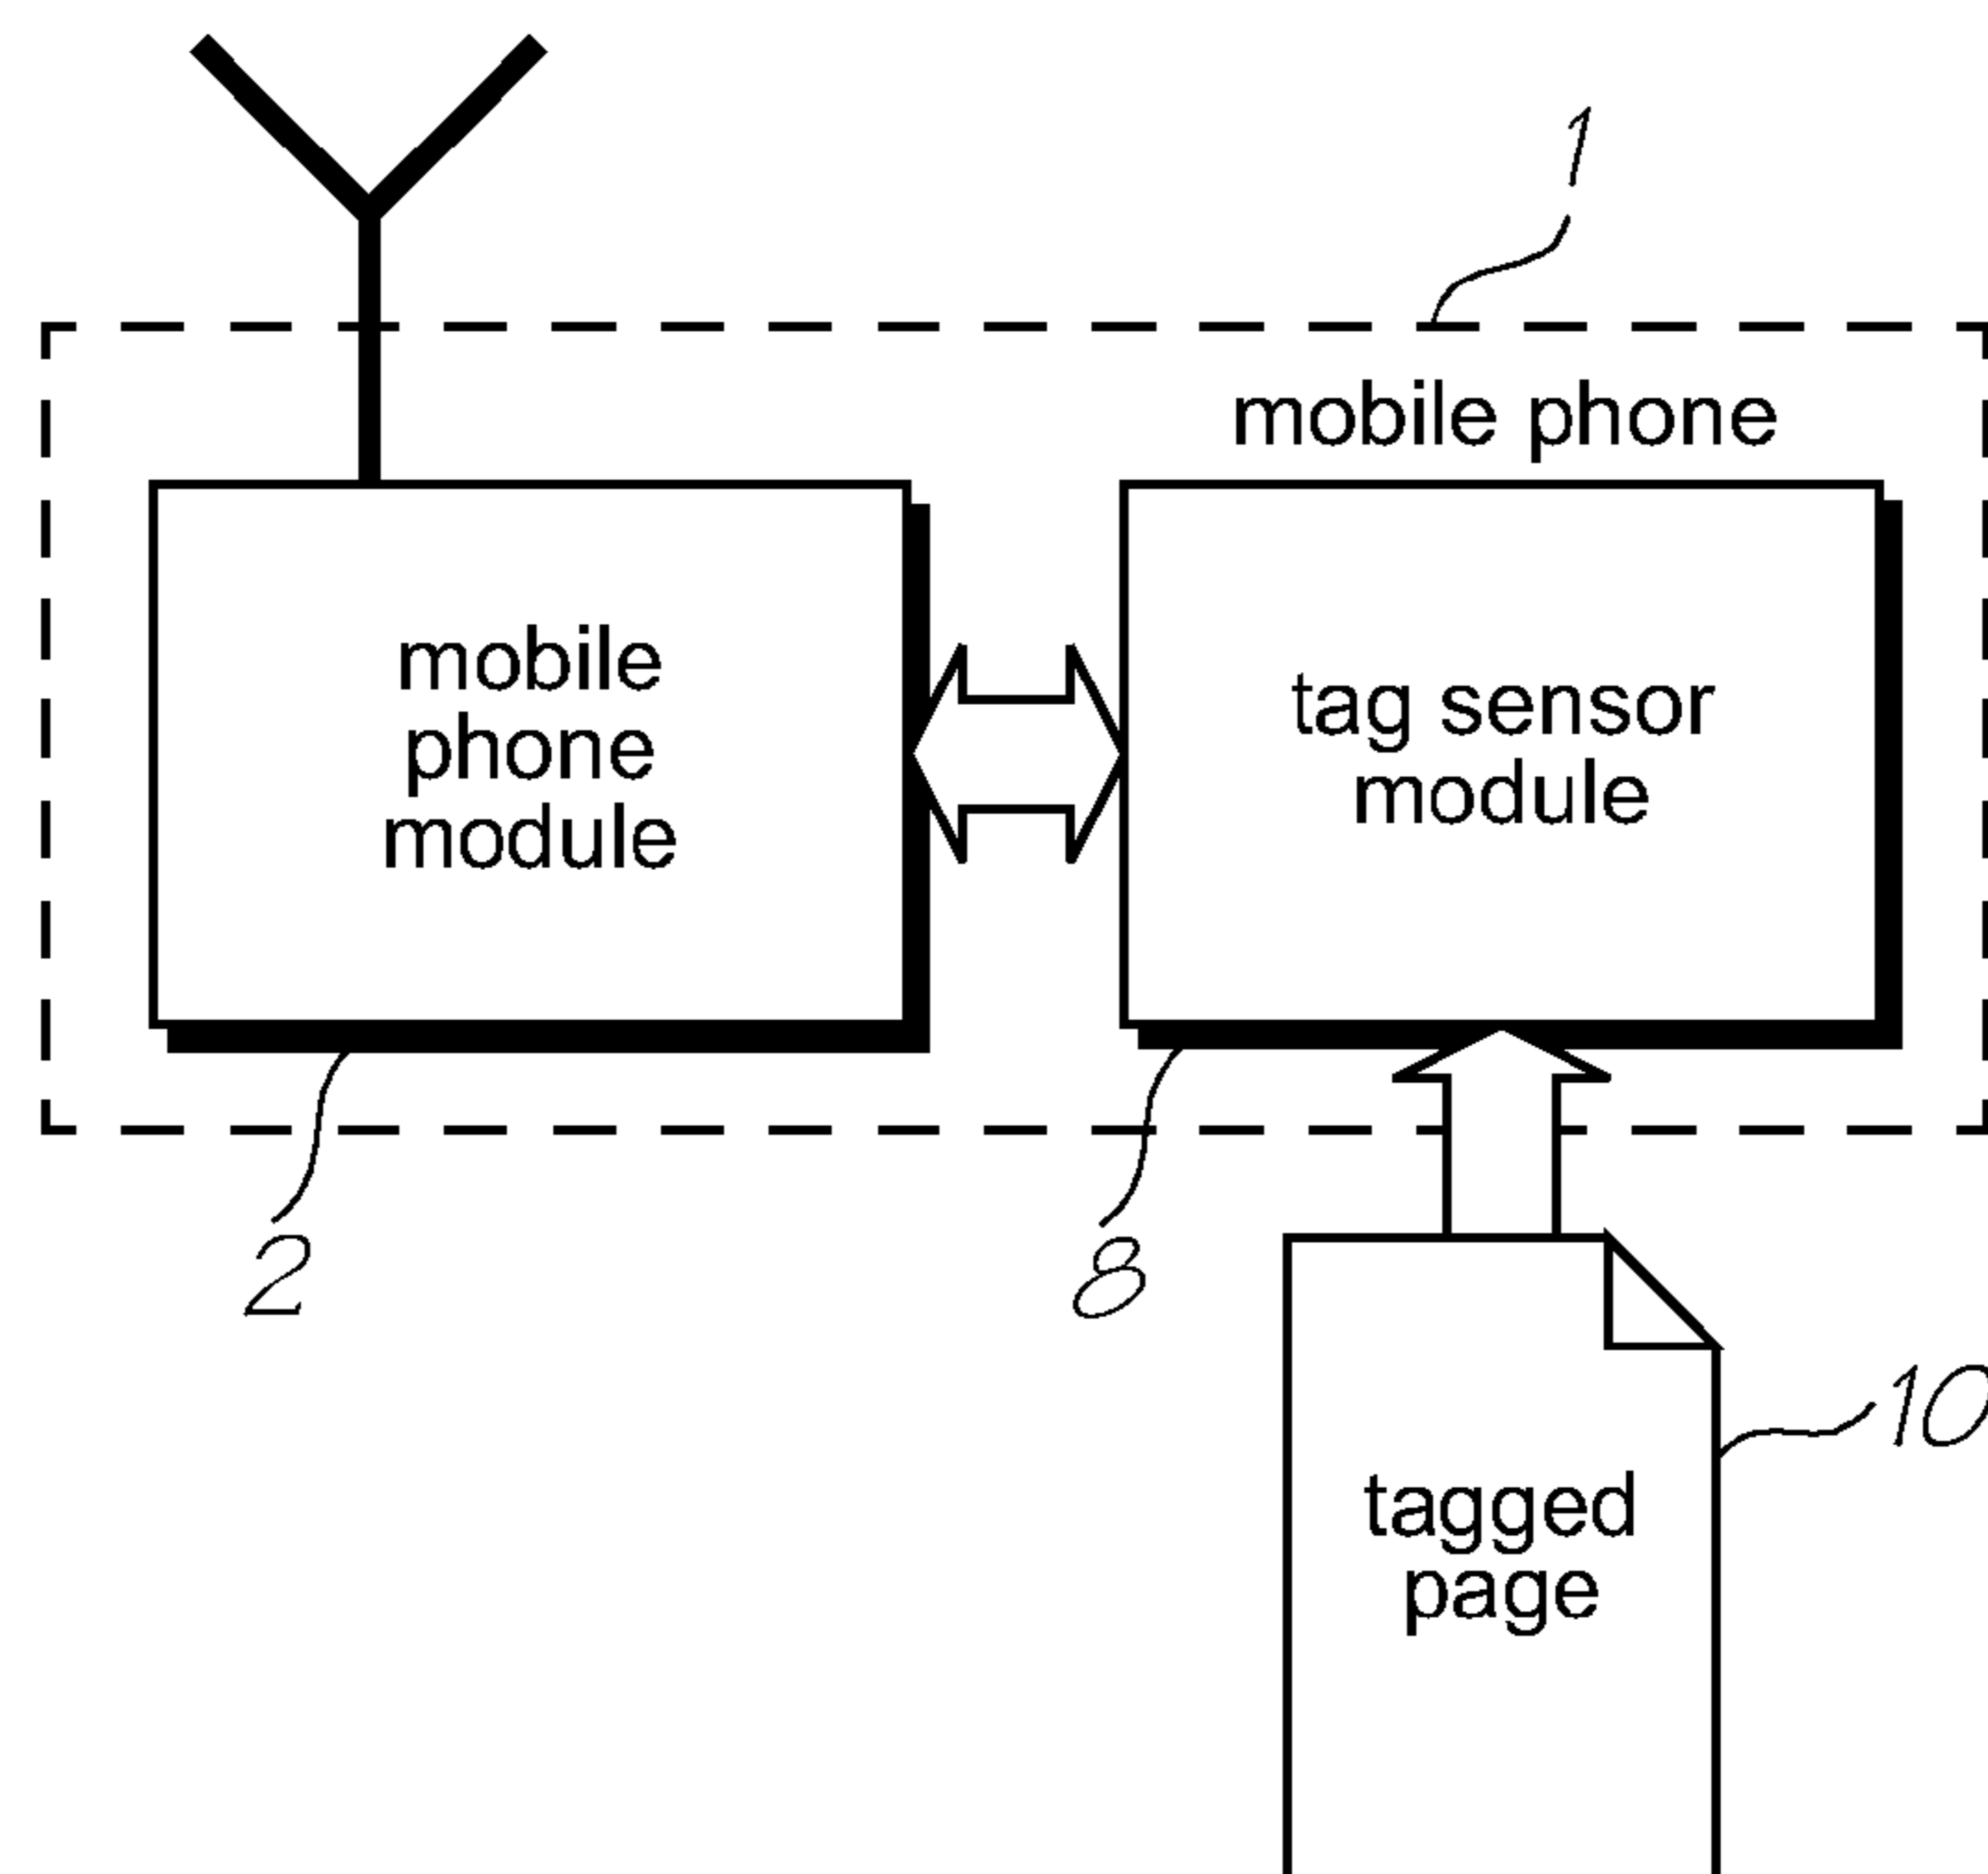 1
mobile phone
mobile
phone
module
tag sensor
module
2
8
10
tagged
page